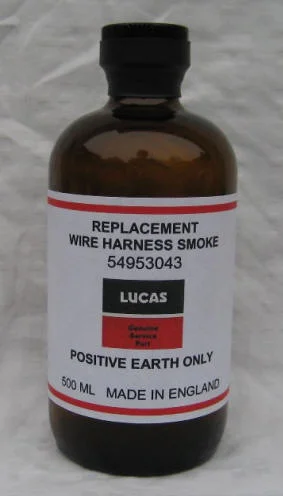 REPLACEMENT
WIRE HARNESS SMOKE
54953043
LUCAS
Genuine
Service
Part
POSITIVE EARTH ONLY
500 ML MADE IN ENGLAND